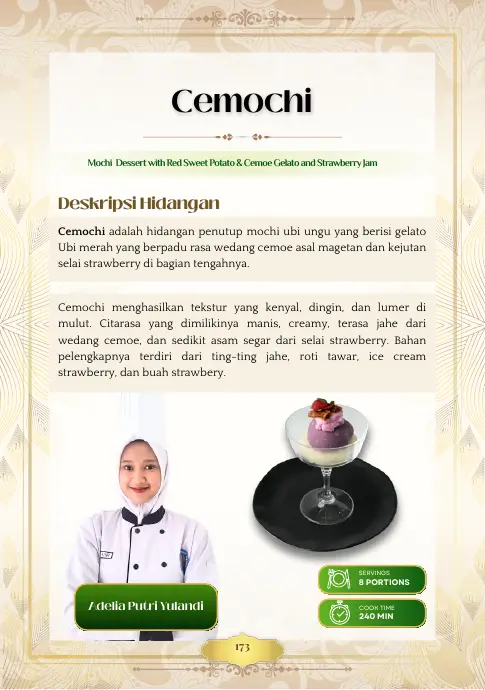 Cemochi
Mochi Dessert with Red Sweet Potato & Cemoe Gelato and Strawberry Jam
Deskripsi Hidangan
Cemochi adalah hidangan penutup mochi ubi ungu yang berisi gelato
Ubi merah yang berpadu rasa wedang cemoe asal magetan dan kejutan
selai strawberry di bagian tengahnya.
Cemochi menghasilkan tekstur yang kenyal, dingin, dan lumer di
mulut. Citarasa yang dimilikinya manis, creamy, terasa jahe dari
wedang cemoe, dan sedikit asam segar dari selai strawberry. Bahan
pelengkapnya terdiri dari ting-ting jahe, roti tawar, ice cream
strawberry, dan buah strawbery.
Adelia Putri Yulandi
SERVINGS
8 PORTIONS
COOK TIME
240 MIN
173